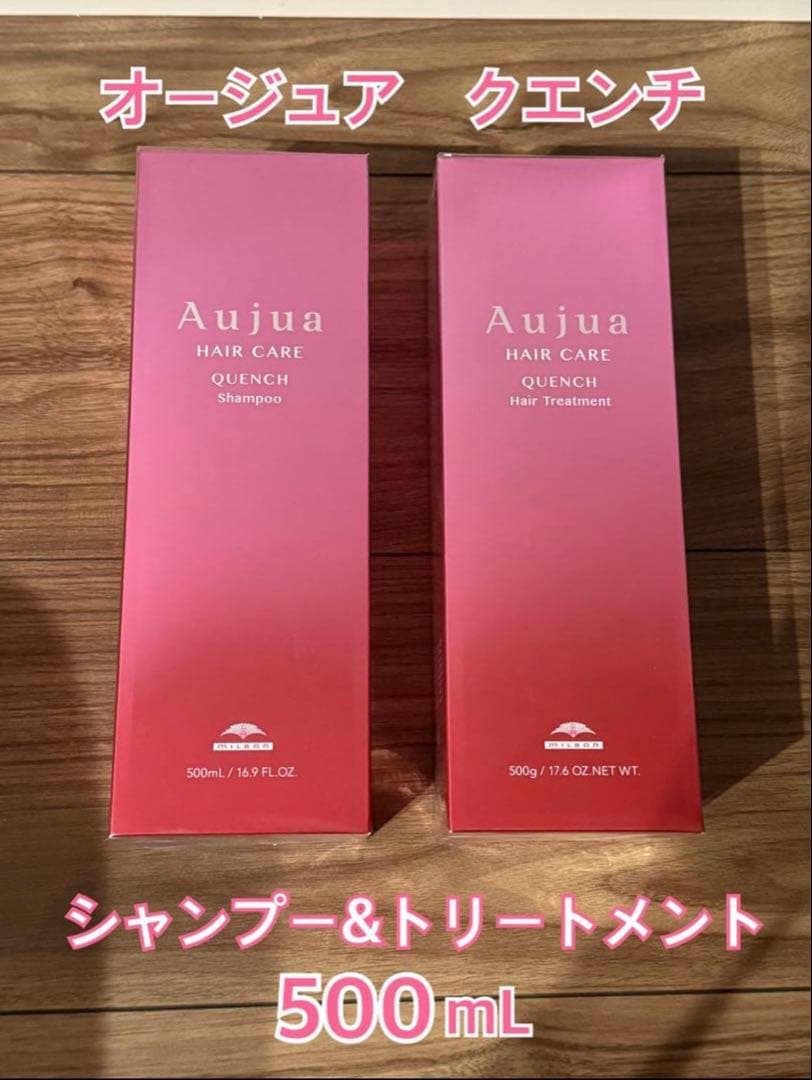 オージュア　クエンチ
Aujua
HAIR CARE
QUENCH
Shampoo
milbon
500mL / 16.9 FL.OZ.
Aujua
HAIR CARE
QUENCH
Hair Treatment
milbon
500g / 17.6 OZ.NET WT.
シャンプー&トリートメント
500mL